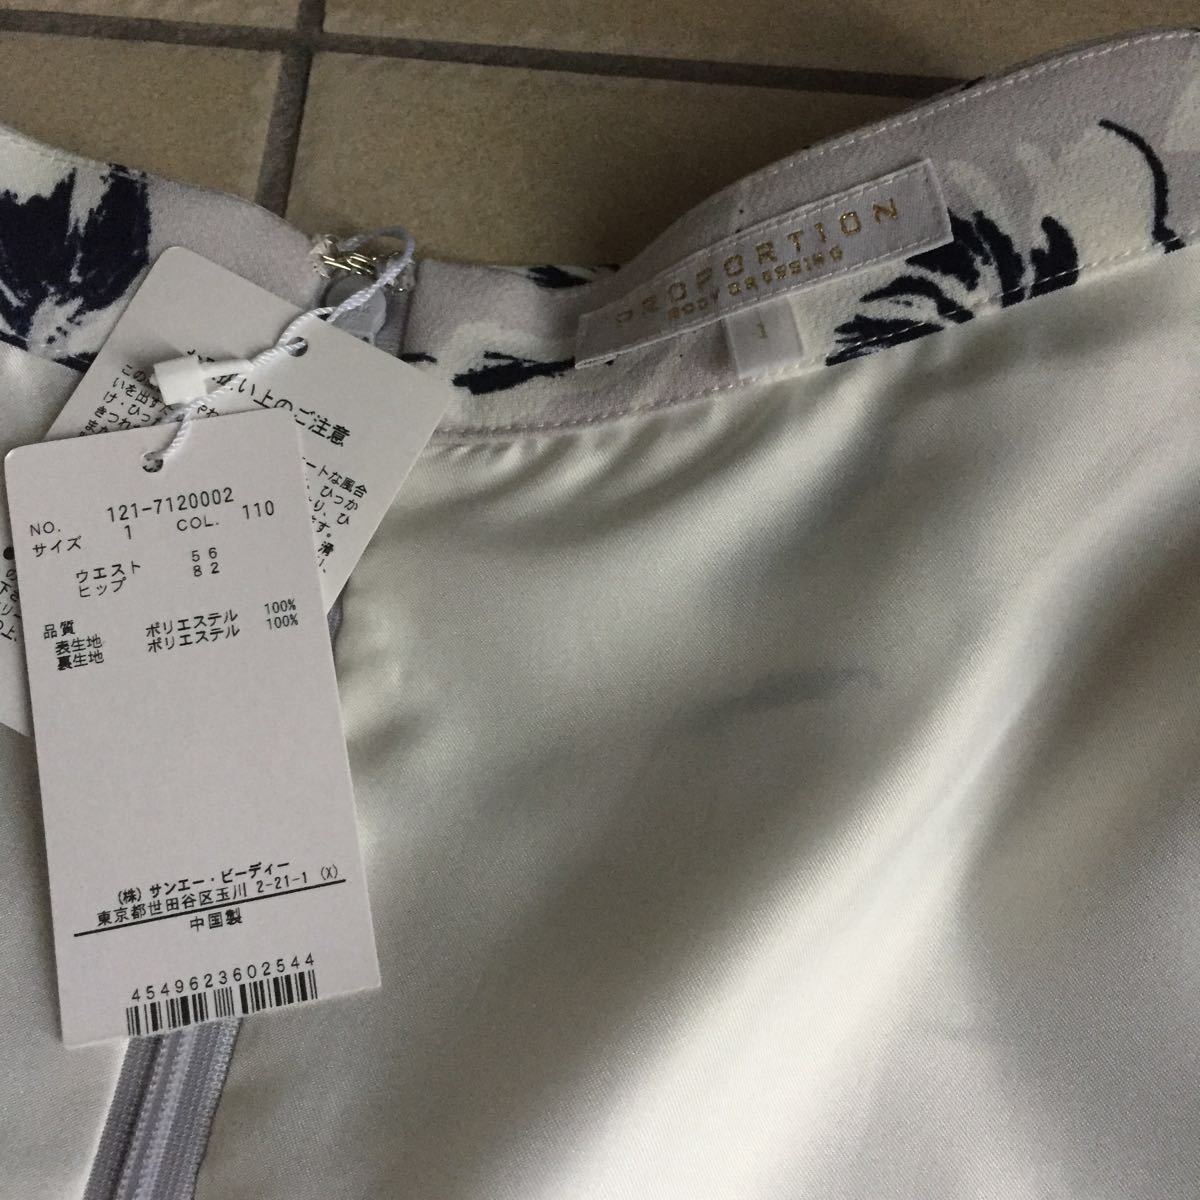 PROPORTION
BODY DRESSING
1
い上のご注意
NO. 121-7120002
サイズ 1 COL. 110
ウエスト 56
ヒップ 82
品質
表生地 ポリエステル 100%
裏生地 ポリエステル 100%
(株) サンエー・ビーディー
東京都世田谷区玉川 2-21-1 (X)
中国製
4549623602544